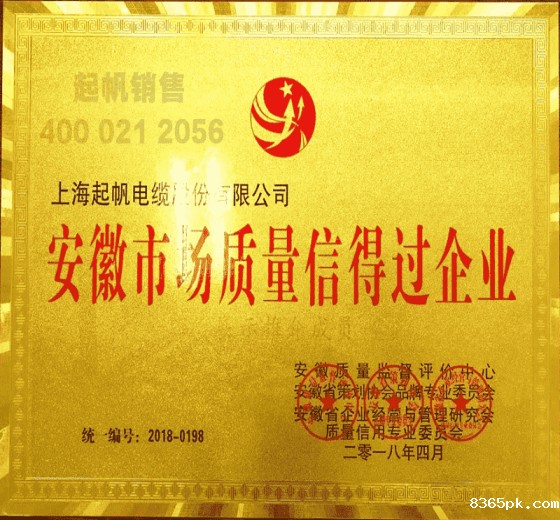 起帆销售
400 021 2056
上海起帆电缆股份有限公司
安徽市场质量信得过企业
安徽质量监督评价中心
安徽省策划协会品牌专业委员会
安徽省企业经营与管理研究会
质量信用专业委员会
统一编号：2018-0198
二零一八年四月
8365pk.com